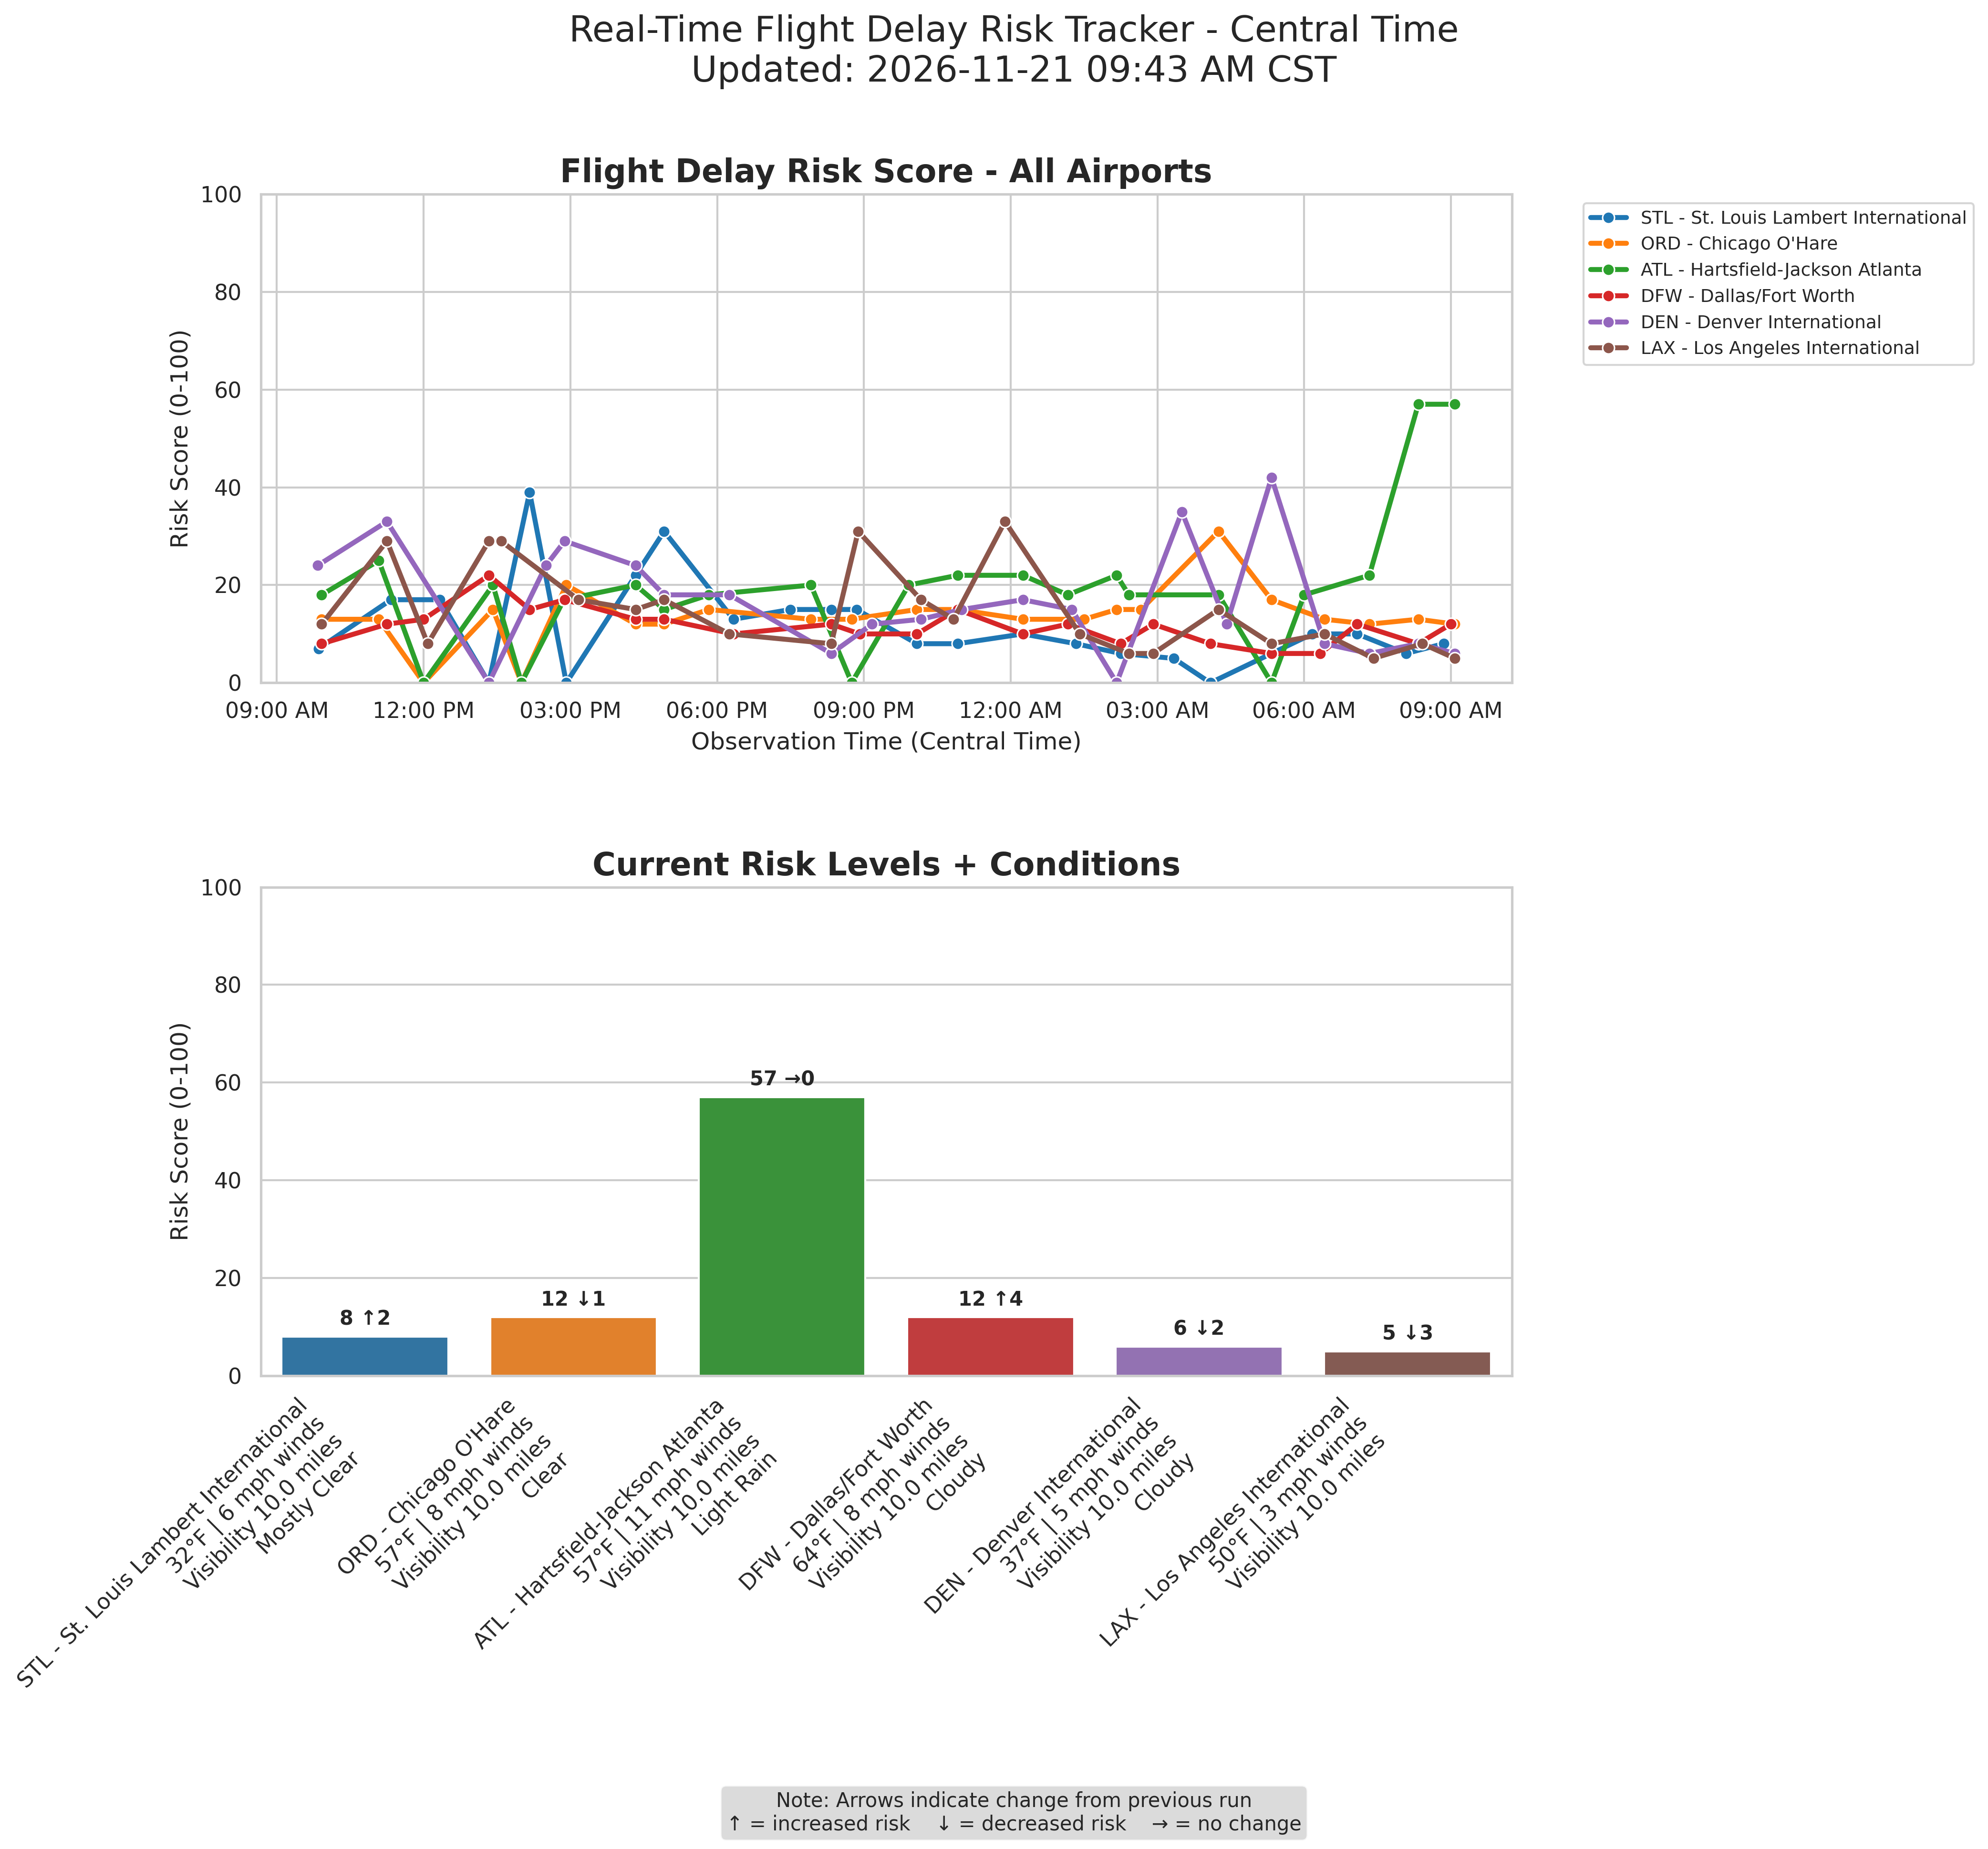 Real-Time Flight Delay Risk Tracker - Central Time
Updated: 2026-11-21 09:43 AM CST
Flight Delay Risk Score - All Airports
Risk Score (0-100)
100
80
60
40
20
0
09:00 AM
12:00 PM
03:00 PM
06:00 PM
09:00 PM
12:00 AM
03:00 AM
06:00 AM
09:00 AM
Observation Time (Central Time)
STL - St. Louis Lambert International
ORD - Chicago O'Hare
ATL - Hartsfield-Jackson Atlanta
DFW - Dallas/Fort Worth
DEN - Denver International
LAX - Los Angeles International
Current Risk Levels + Conditions
Risk Score (0-100)
100
80
60
40
20
0
8 ↑2
12 ↓1
57 →0
12 ↑4
6 ↓2
5 ↓3
STL - St. Louis Lambert International
32°F | 6 mph winds
Visibility 10.0 miles
Mostly Clear
ORD - Chicago O'Hare
57°F | 8 mph winds
Visibility 10.0 miles
Clear
ATL - Hartsfield-Jackson Atlanta
57°F | 11 mph winds
Visibility 10.0 miles
Light Rain
DFW - Dallas/Fort Worth
64°F | 8 mph winds
Visibility 10.0 miles
Cloudy
DEN - Denver International
37°F | 5 mph winds
Visibility 10.0 miles
Cloudy
LAX - Los Angeles International
50°F | 3 mph winds
Visibility 10.0 miles
Note: Arrows indicate change from previous run
↑ = increased risk ↓ = decreased risk → = no change